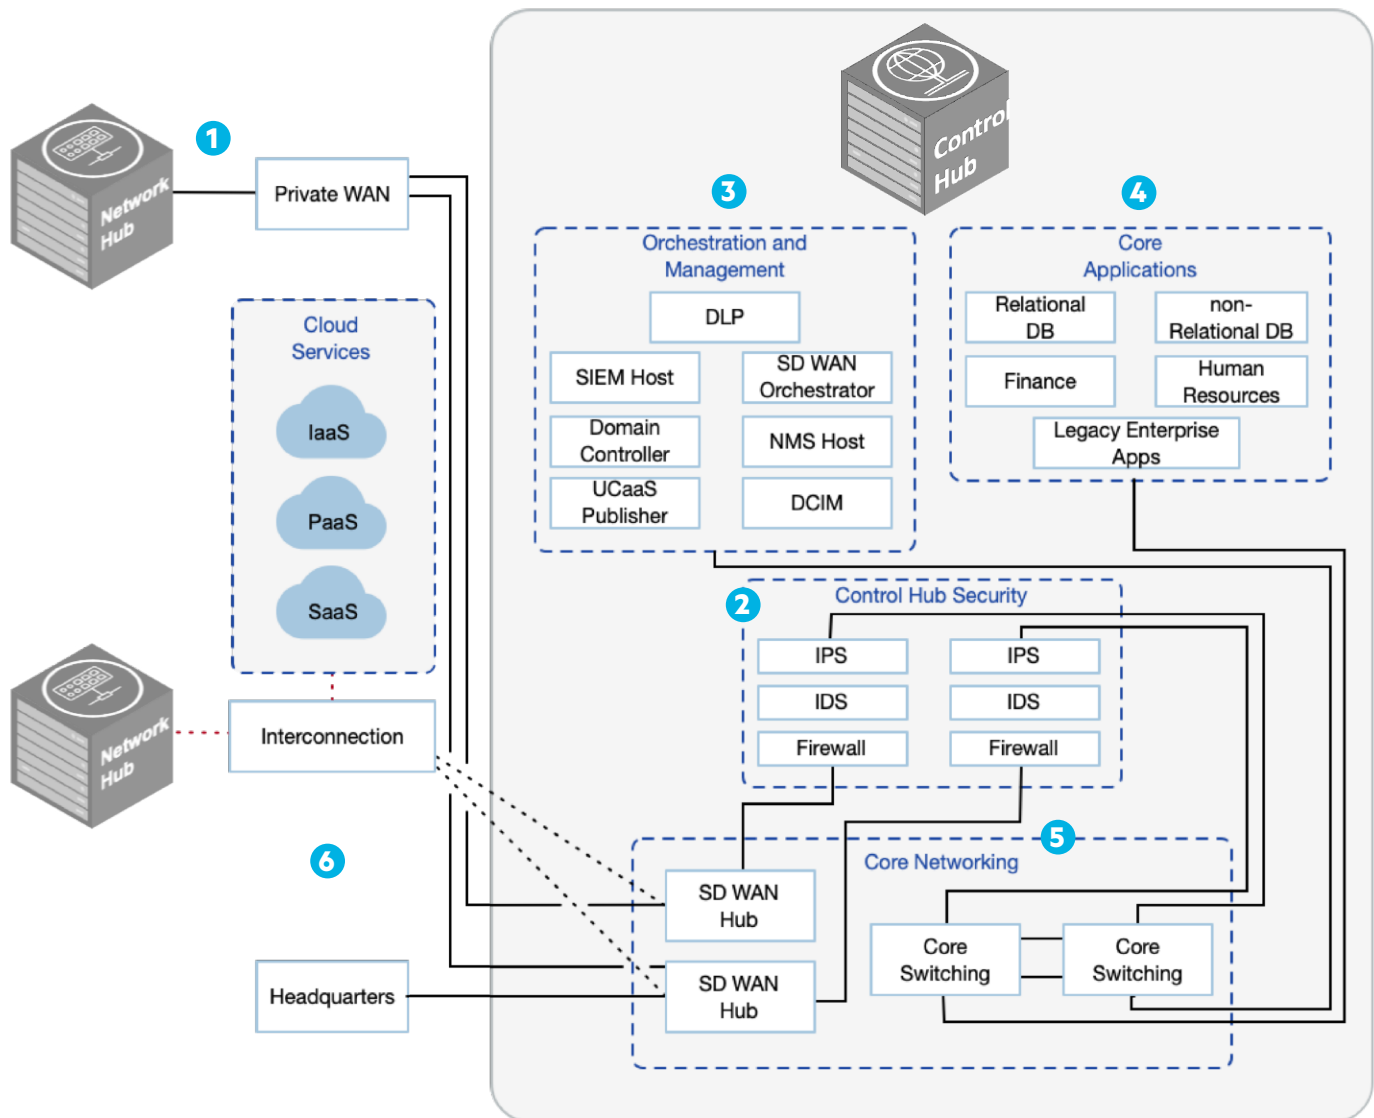 Control
Hub
1
Network
Hub
Private WAN
3
4
Orchestration and
Management
DLP
SIEM Host
SD WAN
Orchestrator
Domain
Controller
NMS Host
UCaaS
Publisher
DCIM
Core
Applications
Relational
DB
non-
Relational DB
Finance
Human
Resources
Legacy Enterprise
Apps
Cloud
Services
IaaS
PaaS
SaaS
2
Control Hub Security
IPS
IPS
IDS
IDS
Firewall
Firewall
Network
Hub
Interconnection
5
6
Core Networking
SD WAN
Hub
Core
Switching
Core
Switching
SD WAN
Hub
Headquarters